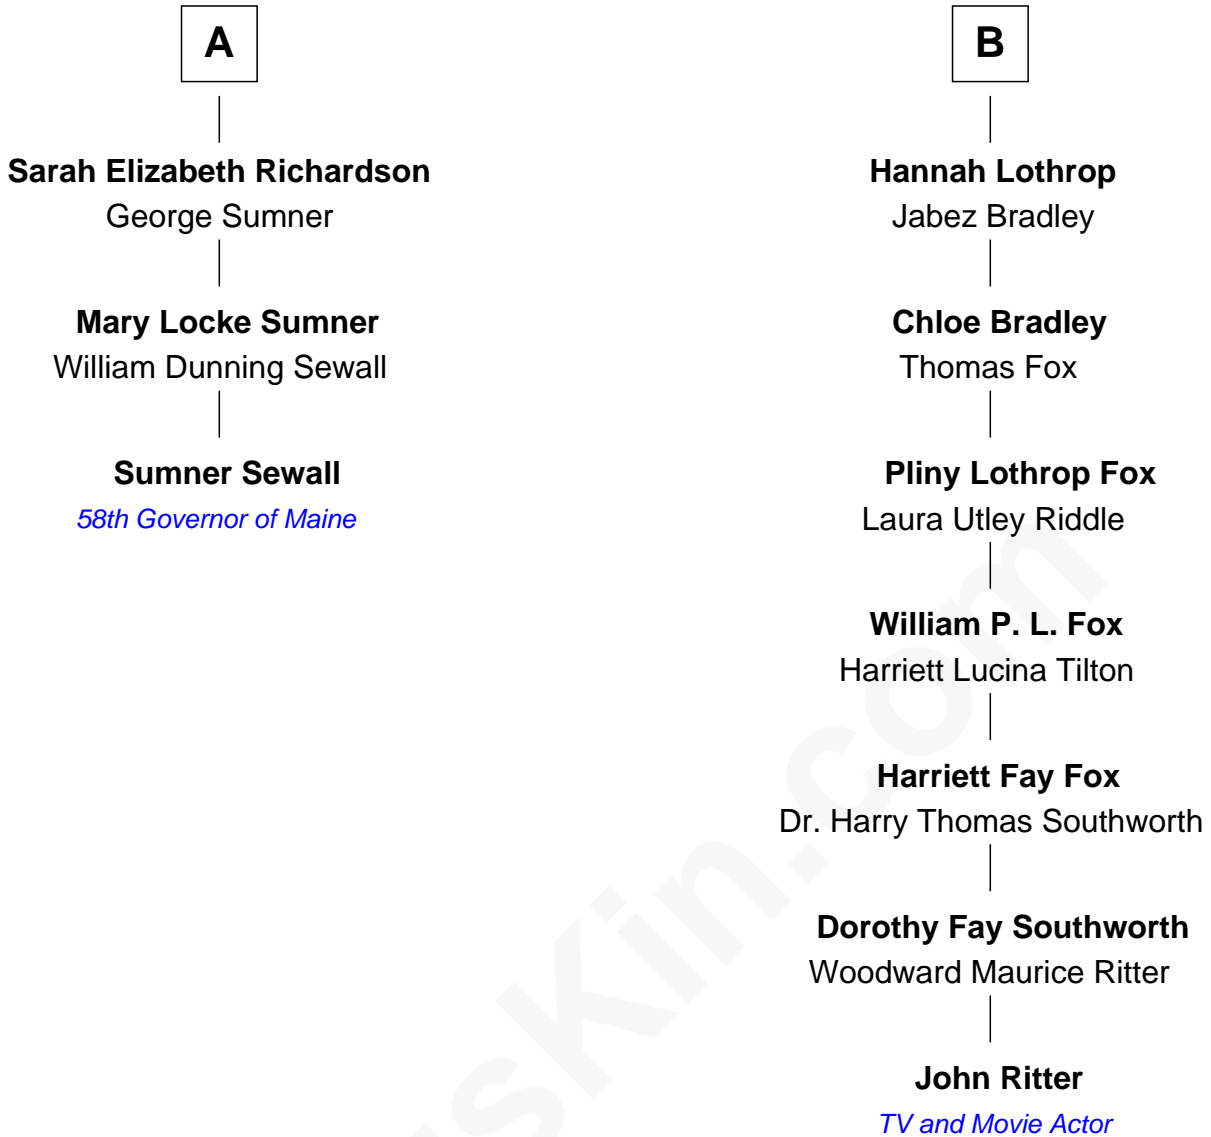 A
Sarah Elizabeth Richardson
George Sumner
Mary Locke Sumner
William Dunning Sewall
Sumner Sewall
58th Governor of Maine
B
Hannah Lothrop
Jabez Bradley
Chloe Bradley
Thomas Fox
Pliny Lothrop Fox
Laura Utley Riddle
William P. L. Fox
Harriett Lucina Tilton
Harriett Fay Fox
Dr. Harry Thomas Southworth
Dorothy Fay Southworth
Woodward Maurice Ritter
John Ritter
TV and Movie Actor
sKin.com